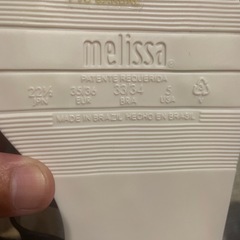 melissa
PATENTE REQUERIDA
22½ 35/36 33/34 5
JPN EUR BRA USA
MADE IN BRAZIL HECHO EN BRASIL